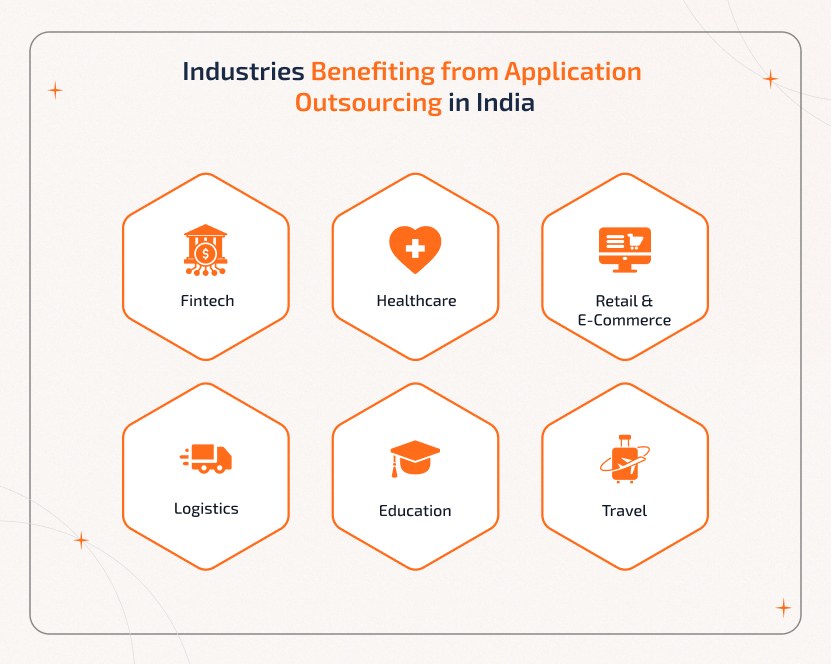 Industries Benefiting from Application
Outsourcing in India
$
Fintech
Healthcare
Retail &
E-Commerce
Logistics
Education
Travel